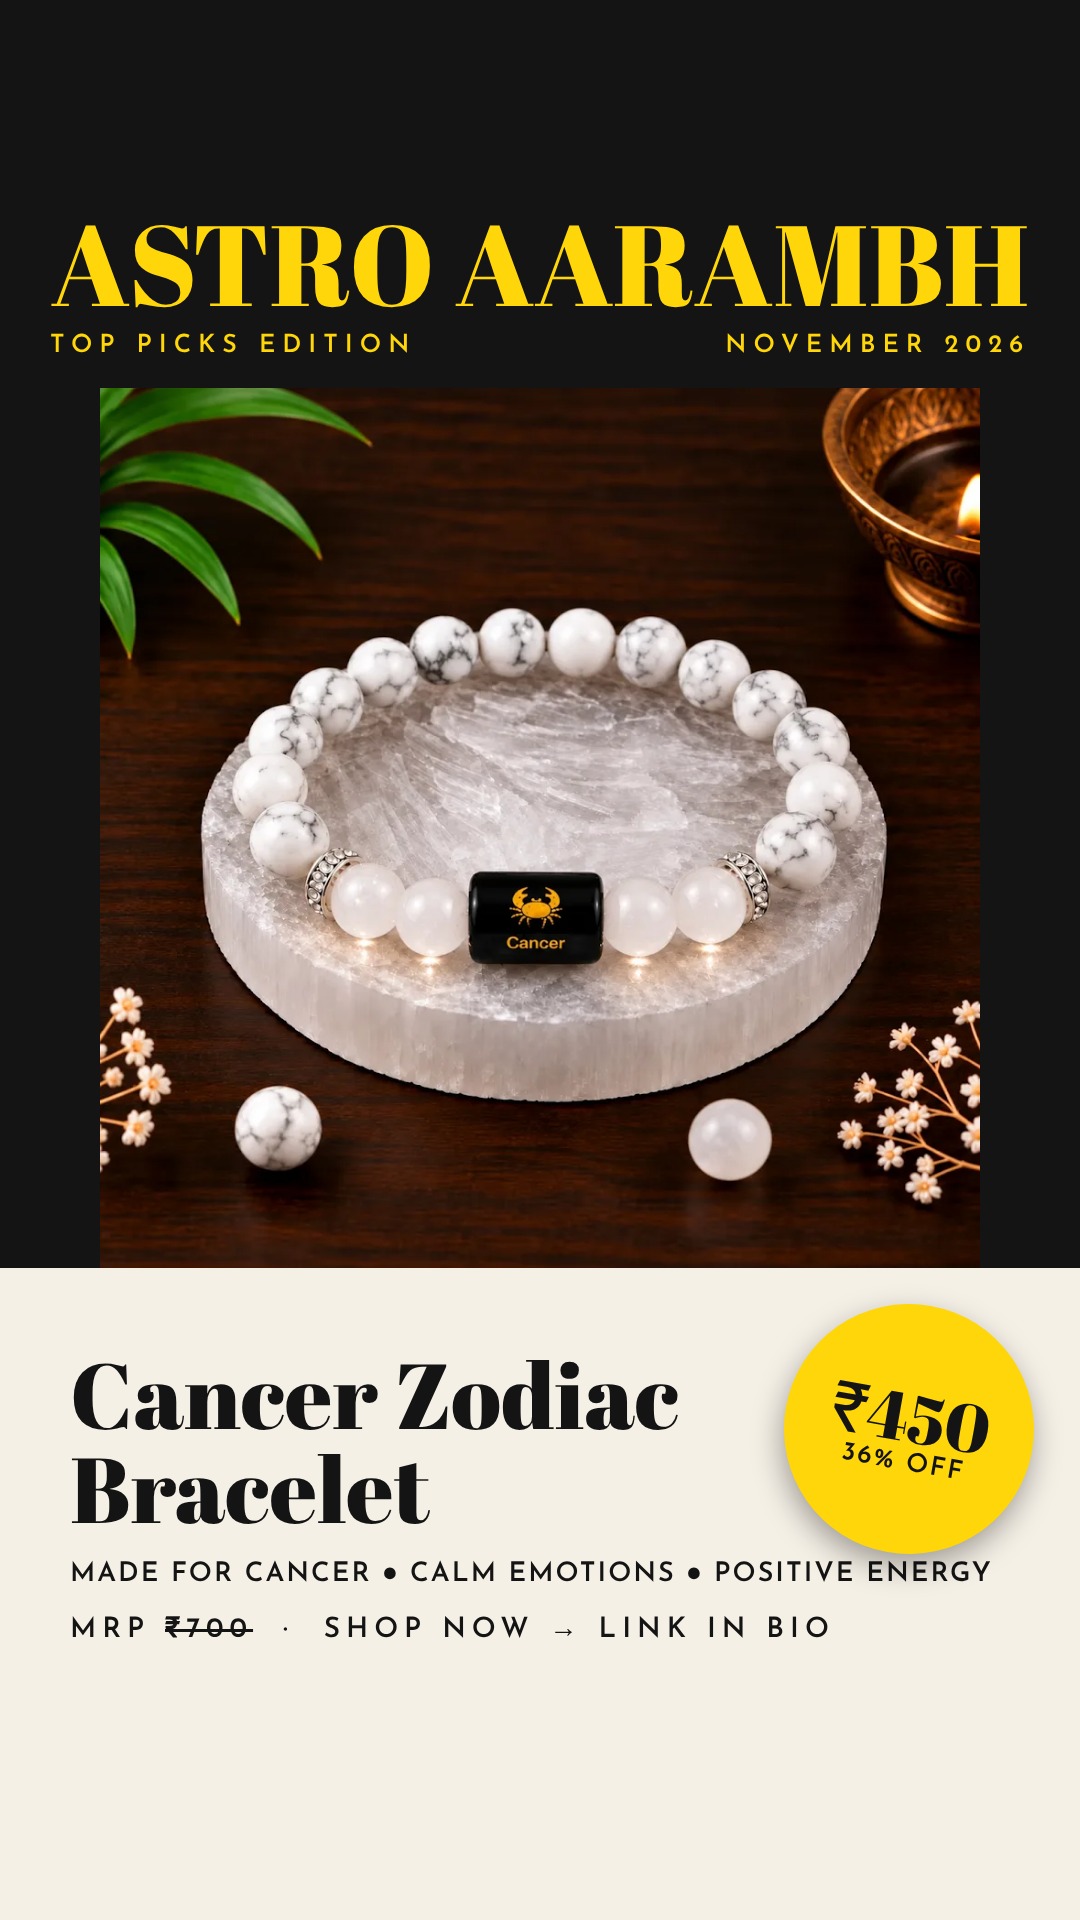 ASTRO AARAMBH
TOP PICKS EDITION
NOVEMBER 2026
Cancer
Cancer Zodiac
Bracelet
₹450
36% OFF
MADE FOR CANCER ● CALM EMOTIONS ● POSITIVE ENERGY
MRP ₹700 · SHOP NOW → LINK IN BIO